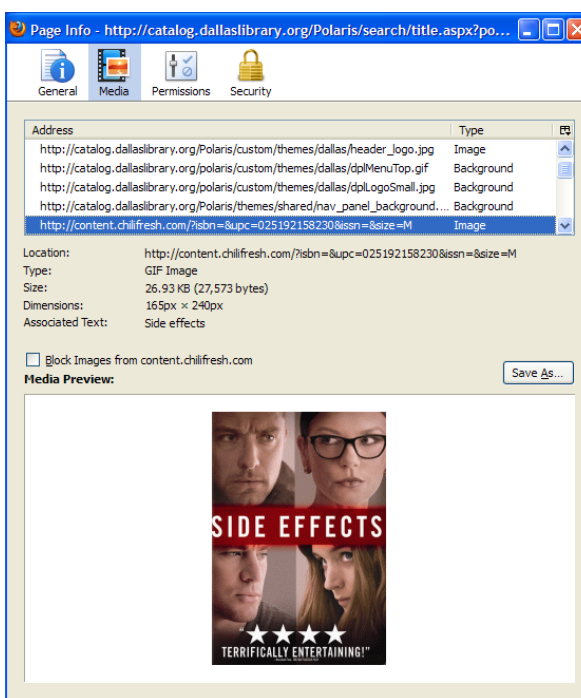 Page Info - http://catalog.dallaslibrary.org/Polaris/search/title.aspx?po...
General Media Permissions Security
Address Type
http://catalog.dallaslibrary.org/Polaris/custom/themes/dallas/header_logo.jpg Image
http://catalog.dallaslibrary.org/Polaris/custom/themes/dallas/dplMenuTop.gif Background
http://catalog.dallaslibrary.org/Polaris/custom/themes/dallas/dplLogoSmall.jpg Background
http://catalog.dallaslibrary.org/Polaris/themes/shared/nav_panel_background.... Background
http://content.chilifresh.com/?isbn=&upc=025192158230&issn=&size=M Image
Location: http://content.chilifresh.com/?isbn=&upc=025192158230&issn=&size=M
Type: GIF Image
Size: 26.93 KB (27,573 bytes)
Dimensions: 165px × 240px
Associated Text: Side effects
Block Images from content.chilifresh.com
Save As...
Media Preview:
SIDE EFFECTS
"★★★★
TERRIFICALLY ENTERTAINING!"